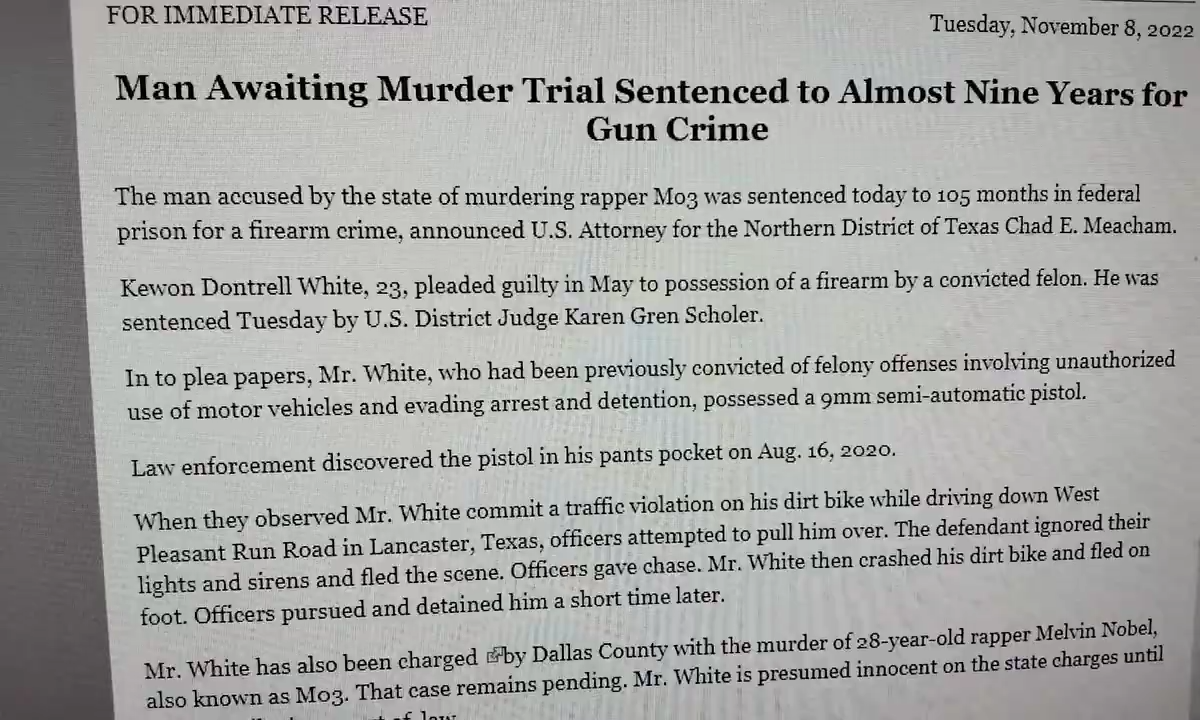 FOR IMMEDIATE RELEASE
Tuesday, November 8, 2022
Man Awaiting Murder Trial Sentenced to Almost Nine Years for
Gun Crime
The man accused by the state of murdering rapper Mo3 was sentenced today to 105 months in federal
prison for a firearm crime, announced U.S. Attorney for the Northern District of Texas Chad E. Meacham.
Kewon Dontrell White, 23, pleaded guilty in May to possession of a firearm by a convicted felon. He was
sentenced Tuesday by U.S. District Judge Karen Gren Scholer.
In to plea papers, Mr. White, who had been previously convicted of felony offenses involving unauthorized
use of motor vehicles and evading arrest and detention, possessed a 9mm semi-automatic pistol.
Law enforcement discovered the pistol in his pants pocket on Aug. 16, 2020.
When they observed Mr. White commit a traffic violation on his dirt bike while driving down West
Pleasant Run Road in Lancaster, Texas, officers attempted to pull him over. The defendant ignored their
lights and sirens and fled the scene. Officers gave chase. Mr. White then crashed his dirt bike and fled on
foot. Officers pursued and detained him a short time later.
Mr. White has also been charged by Dallas County with the murder of 28-year-old rapper Melvin Nobel,
also known as Mo3. That case remains pending. Mr. White is presumed innocent on the state charges until
of law